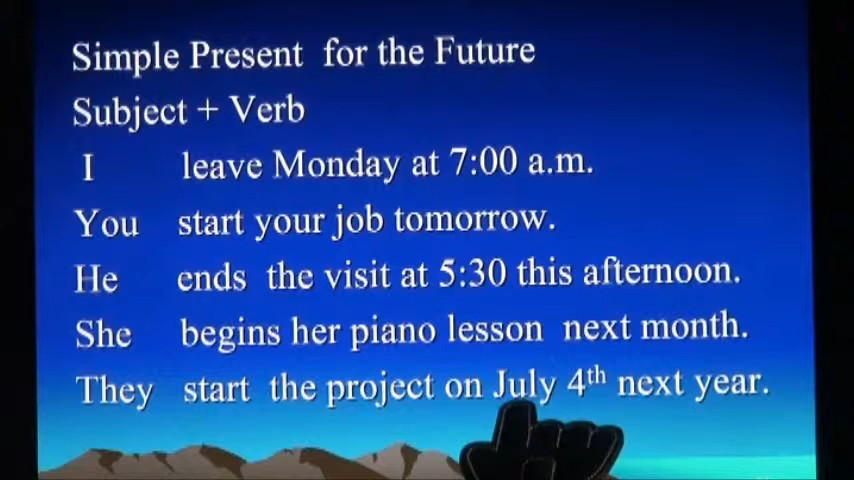 Simple Present for the Future
Subject + Verb
I leave Monday at 7:00 a.m.
You start your job tomorrow.
He ends the visit at 5:30 this afternoon.
She begins her piano lesson next month.
They start the project on July 4th next year.